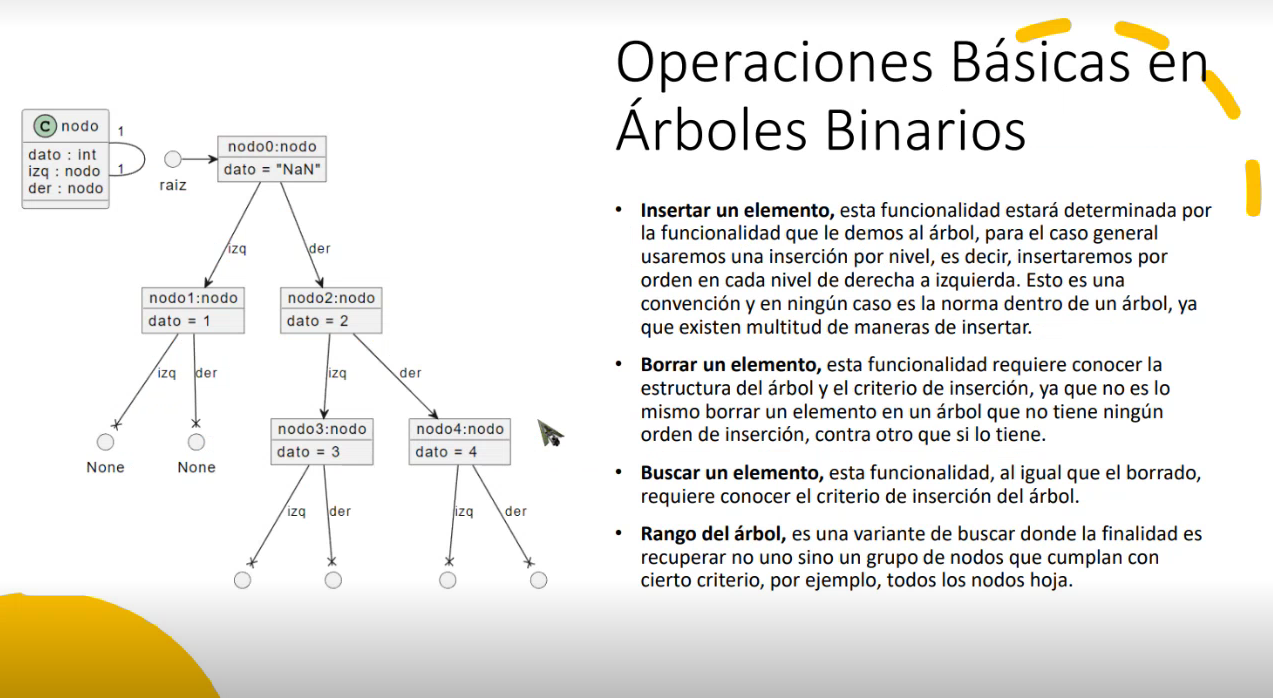 Operaciones Básicas en
Árboles Binarios
C nodo
dato : int
izq : nodo
der : nodo
1
1
raiz
nodo0:nodo
dato = "NaN"
izq
der
nodo1:nodo
dato = 1
nodo2:nodo
dato = 2
izq
der
izq
der
None
None
nodo3:nodo
dato = 3
nodo4:nodo
dato = 4
izq
der
izq
der
• Insertar un elemento, esta funcionalidad estará determinada por
la funcionalidad que le demos al árbol, para el caso general
usaremos una inserción por nivel, es decir, insertaremos por
orden en cada nivel de derecha a izquierda. Esto es una
convención y en ningún caso es la norma dentro de un árbol, ya
que existen multitud de maneras de insertar.
• Borrar un elemento, esta funcionalidad requiere conocer la
estructura del árbol y el criterio de inserción, ya que no es lo
mismo borrar un elemento en un árbol que no tiene ningún
orden de inserción, contra otro que si lo tiene.
• Buscar un elemento, esta funcionalidad, al igual que el borrado,
requiere conocer el criterio de inserción del árbol.
• Rango del árbol, es una variante de buscar donde la finalidad es
recuperar no uno sino un grupo de nodos que cumplan con
cierto criterio, por ejemplo, todos los nodos hoja.